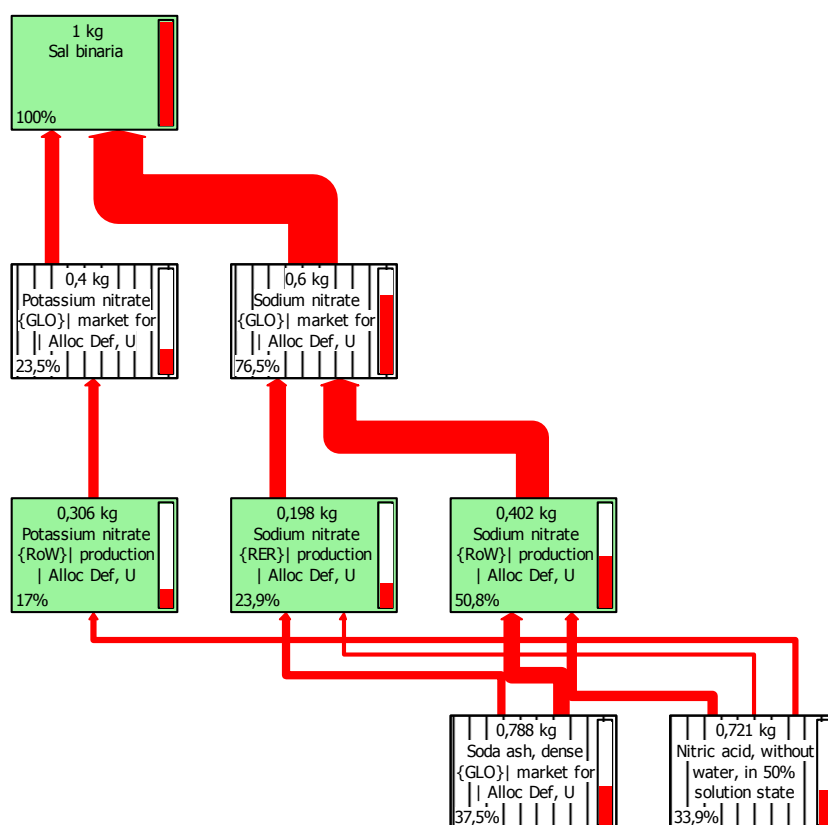 1 kg
Sal binaria
100%
0,4 kg
Potassium nitrate
{GLO}| market for
| Alloc Def, U
23,5%
0,6 kg
Sodium nitrate
{GLO}| market for
| Alloc Def, U
76,5%
0,306 kg
Potassium nitrate
{RoW}| production
| Alloc Def, U
17%
0,198 kg
Sodium nitrate
{RER}| production
| Alloc Def, U
23,9%
0,402 kg
Sodium nitrate
{RoW}| production
| Alloc Def, U
50,8%
0,788 kg
Soda ash, dense
{GLO}| market for
| Alloc Def, U
37,5%
0,721 kg
Nitric acid, without
water, in 50%
solution state
33,9%